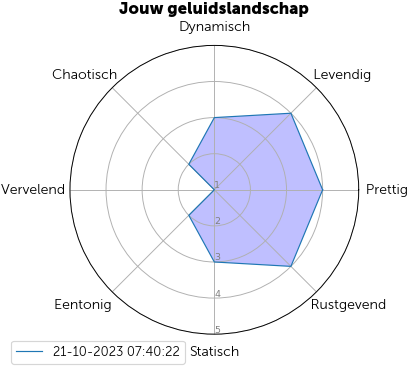 Jouw geluidslandschap
Dynamisch
Chaotisch
Levendig
Vervelend
1
Prettig
2
3
4
Eentonig
Rustgevend
5
21-10-2023 07:40:22
Statisch